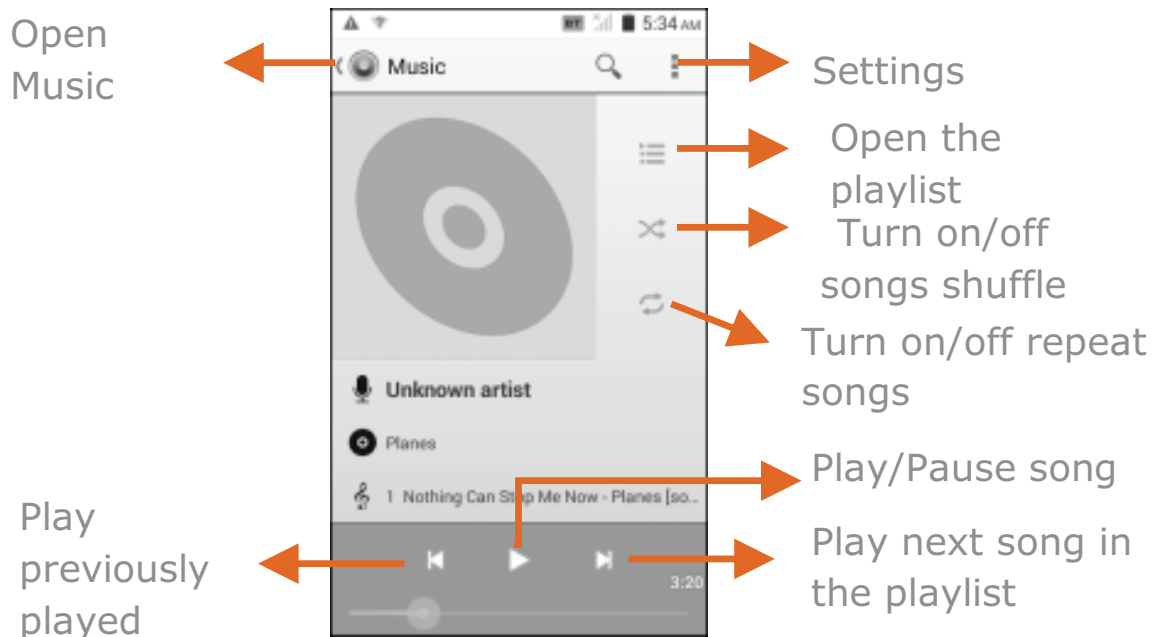 Open
Music
5:34 AM
Music
Settings
Open the
playlist
Turn on/off
songs shuffle
Turn on/off repeat
songs
Unknown artist
Planes
1 Nothing Can Stop Me Now - Planes [so...
Play/Pause song
Play
previously
played
Play next song in
the playlist
3:20